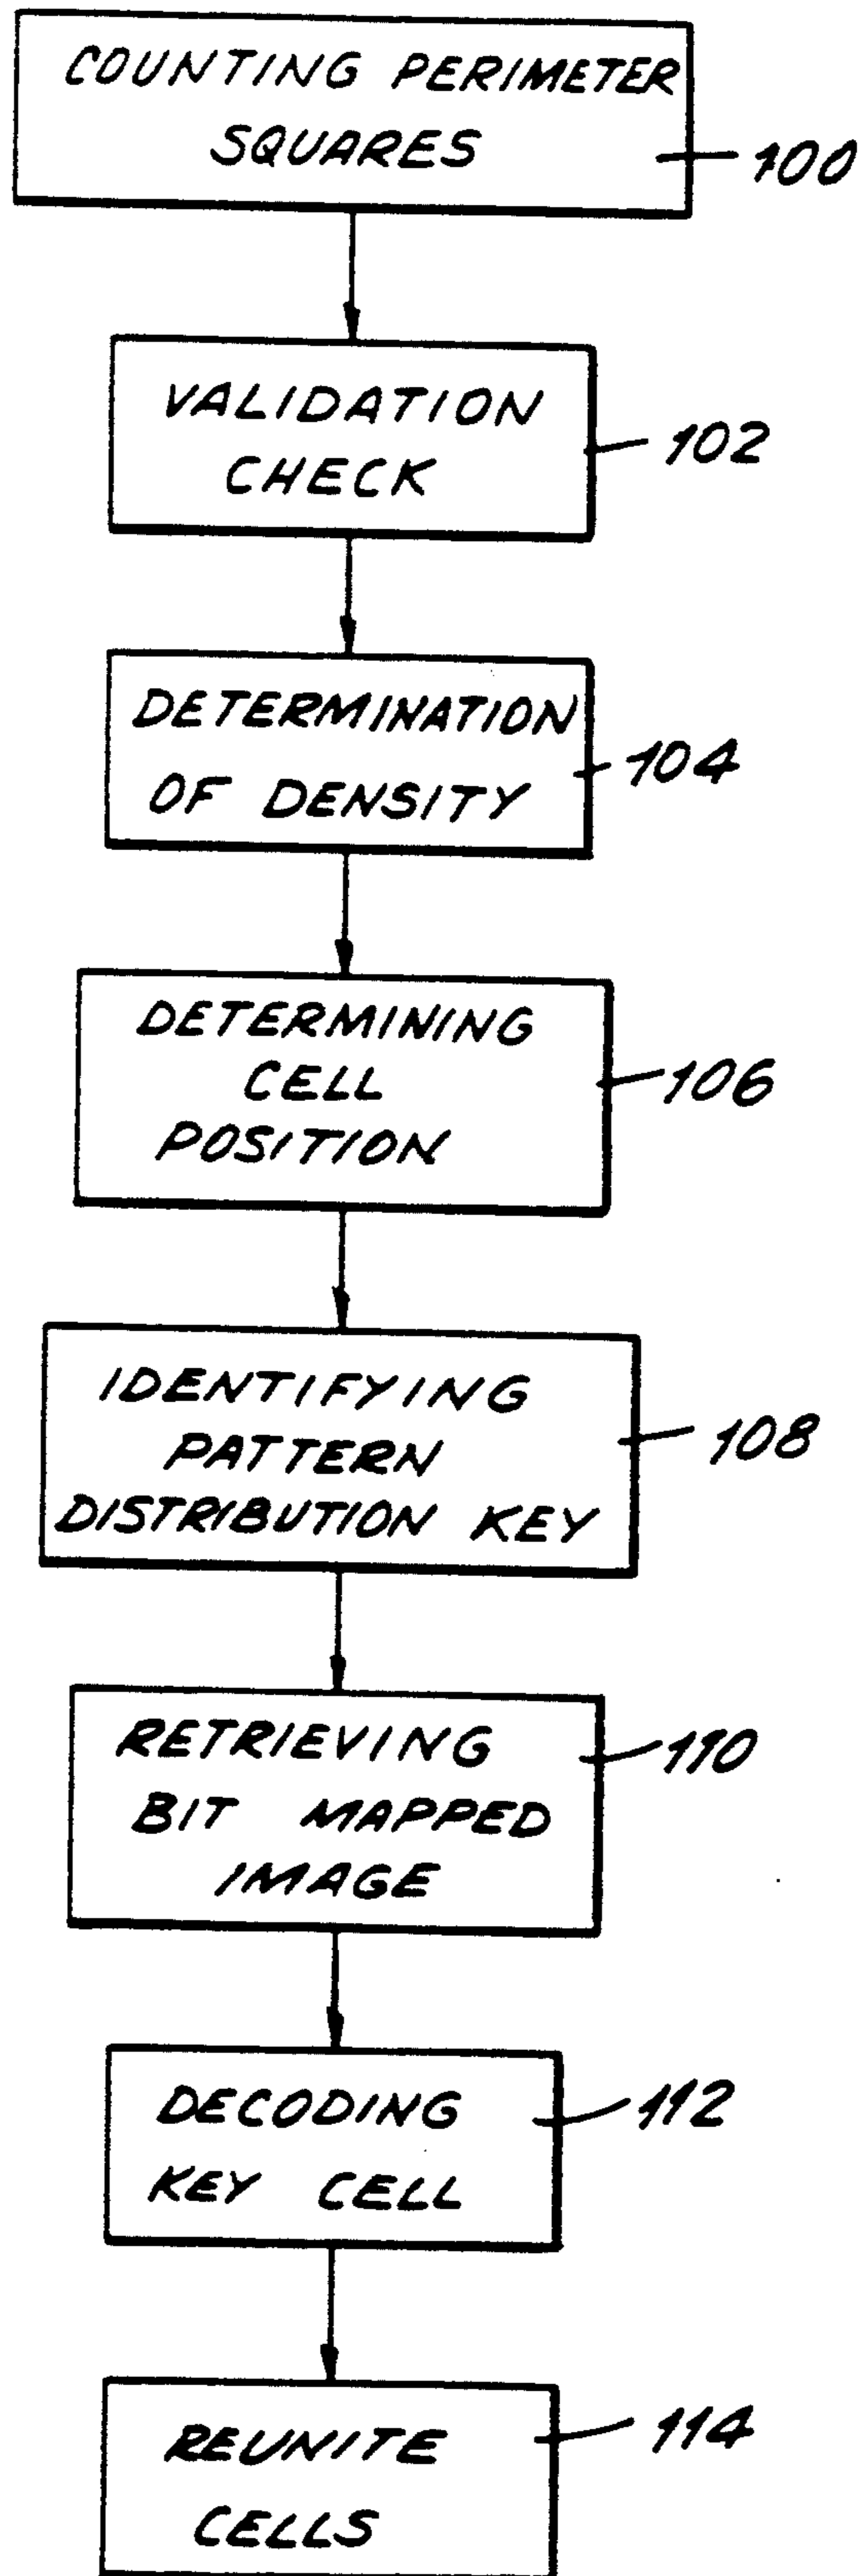 COUNTING PERIMETER
SQUARES
100
VALIDATION
CHECK
102
DETERMINATION
OF DENSITY
104
DETERMINING
CELL
POSITION
106
IDENTIFYING
PATTERN
DISTRIBUTION KEY
108
RETRIEVING
BIT MAPPED
IMAGE
110
DECODING
KEY CELL
112
REUNITE
CELLS
114